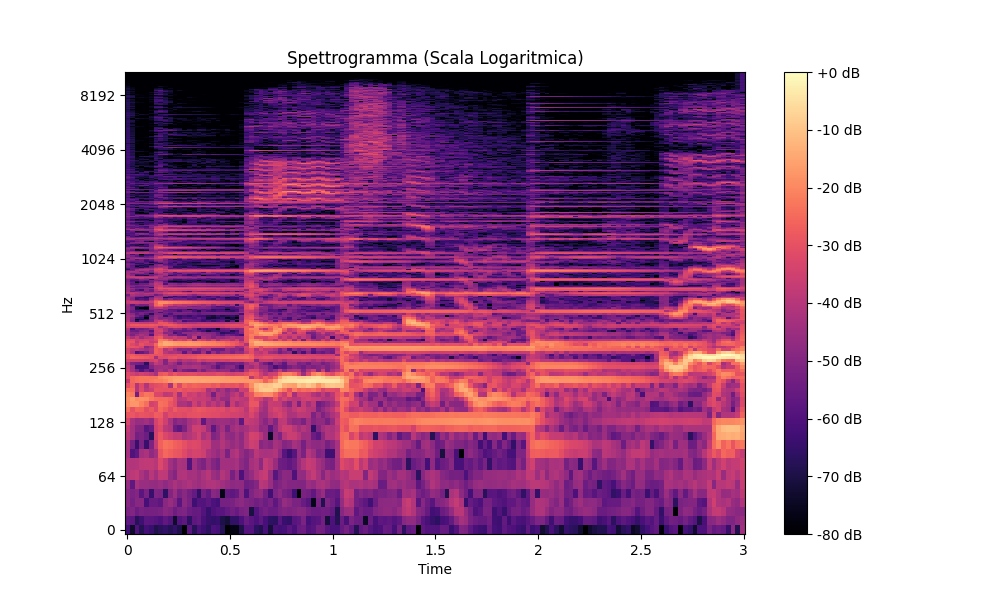 Spettrogramma (Scala Logaritmica)
Hz
8192
4096
2048
1024
512
256
128
64
0
0
0.5
1
1.5
2
2.5
3
Time
+0 dB
-10 dB
-20 dB
-30 dB
-40 dB
-50 dB
-60 dB
-70 dB
-80 dB